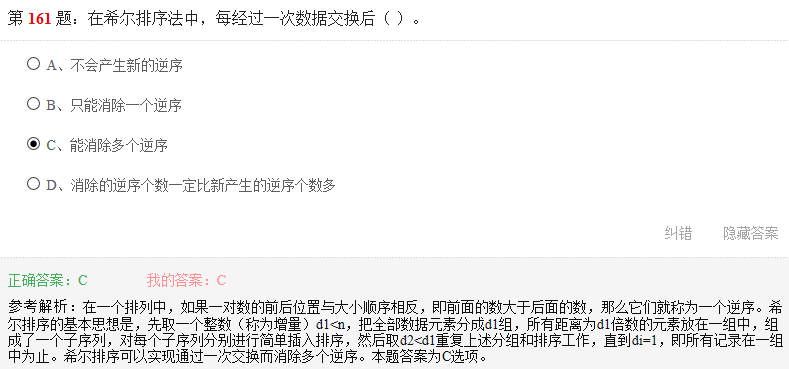 第 161 题：在希尔排序法中，每经过一次数据交换后（ ）。
A、不会产生新的逆序
B、只能消除一个逆序
C、能消除多个逆序
D、消除的逆序个数一定比新产生的逆序个数多
纠错 隐藏答案
正确答案：C 我的答案：C
参考解析：在一个排列中，如果一对数的前后位置与大小顺序相反，即前面的数大于后面的数，那么它们就称为一个逆序。希
尔排序的基本思想是，先取一个整数（称为增量）d1<n，把全部数据元素分成d1组，所有距离为d1倍数的元素放在一组中，组
成了一个子序列，对每个子序列分别进行简单插入排序，然后取d2<d1重复上述分组和排序工作，直到di=1，即所有记录在一组
中为止。希尔排序可以实现通过一次交换而消除多个逆序。本题答案为C选项。